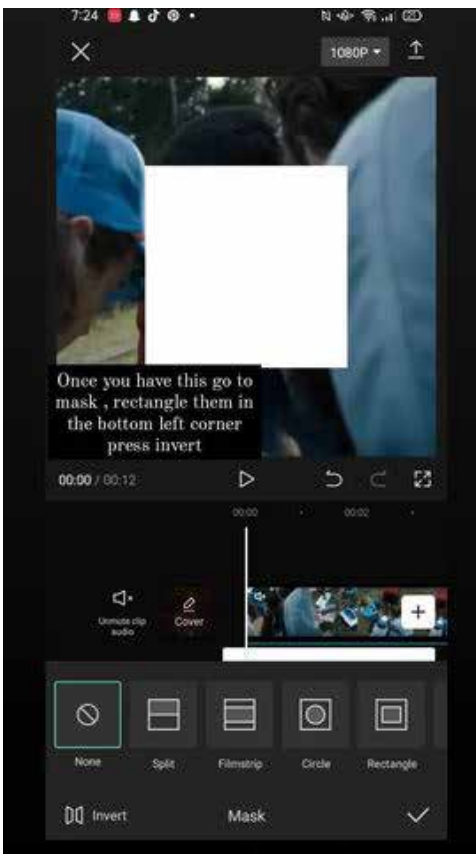 7:24
1080P
Once you have this go to
mask , rectangle them in
the bottom left corner
press invert
00:00 / 00:12
00:00
00:02
Unmute clip
audio
Cover
None
Split
Filmstrip
Circle
Rectangle
Invert
Mask